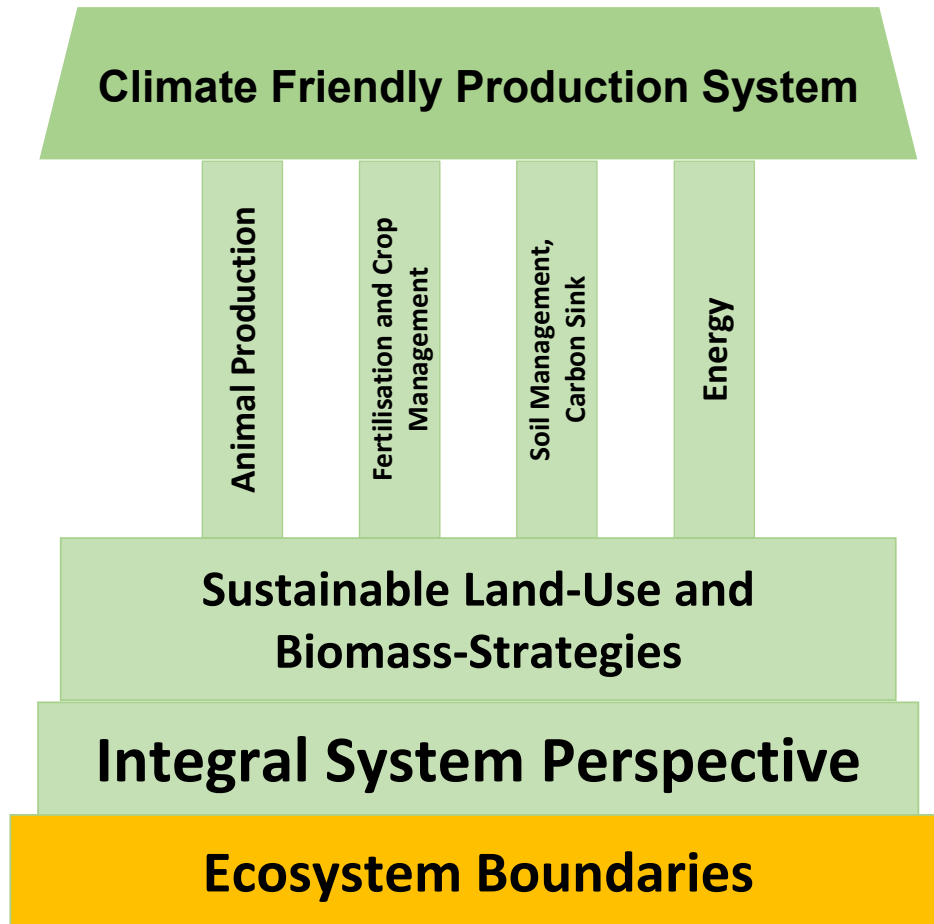 Climate Friendly Production System
Animal Production
Fertilisation and Crop
Management
Soil Management,
Carbon Sink
Energy
Sustainable Land-Use and
Biomass-Strategies
Integral System Perspective
Ecosystem Boundaries